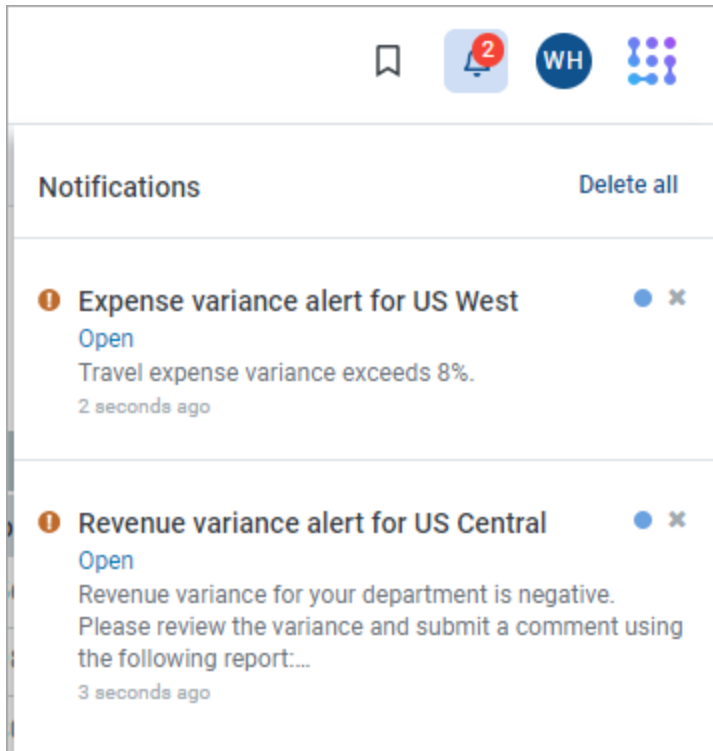 2
WH
Notifications
Delete all
Expense variance alert for US West
Open
Travel expense variance exceeds 8%.
2 seconds ago
Revenue variance alert for US Central
Open
Revenue variance for your department is negative.
Please review the variance and submit a comment using
the following report:...
3 seconds ago